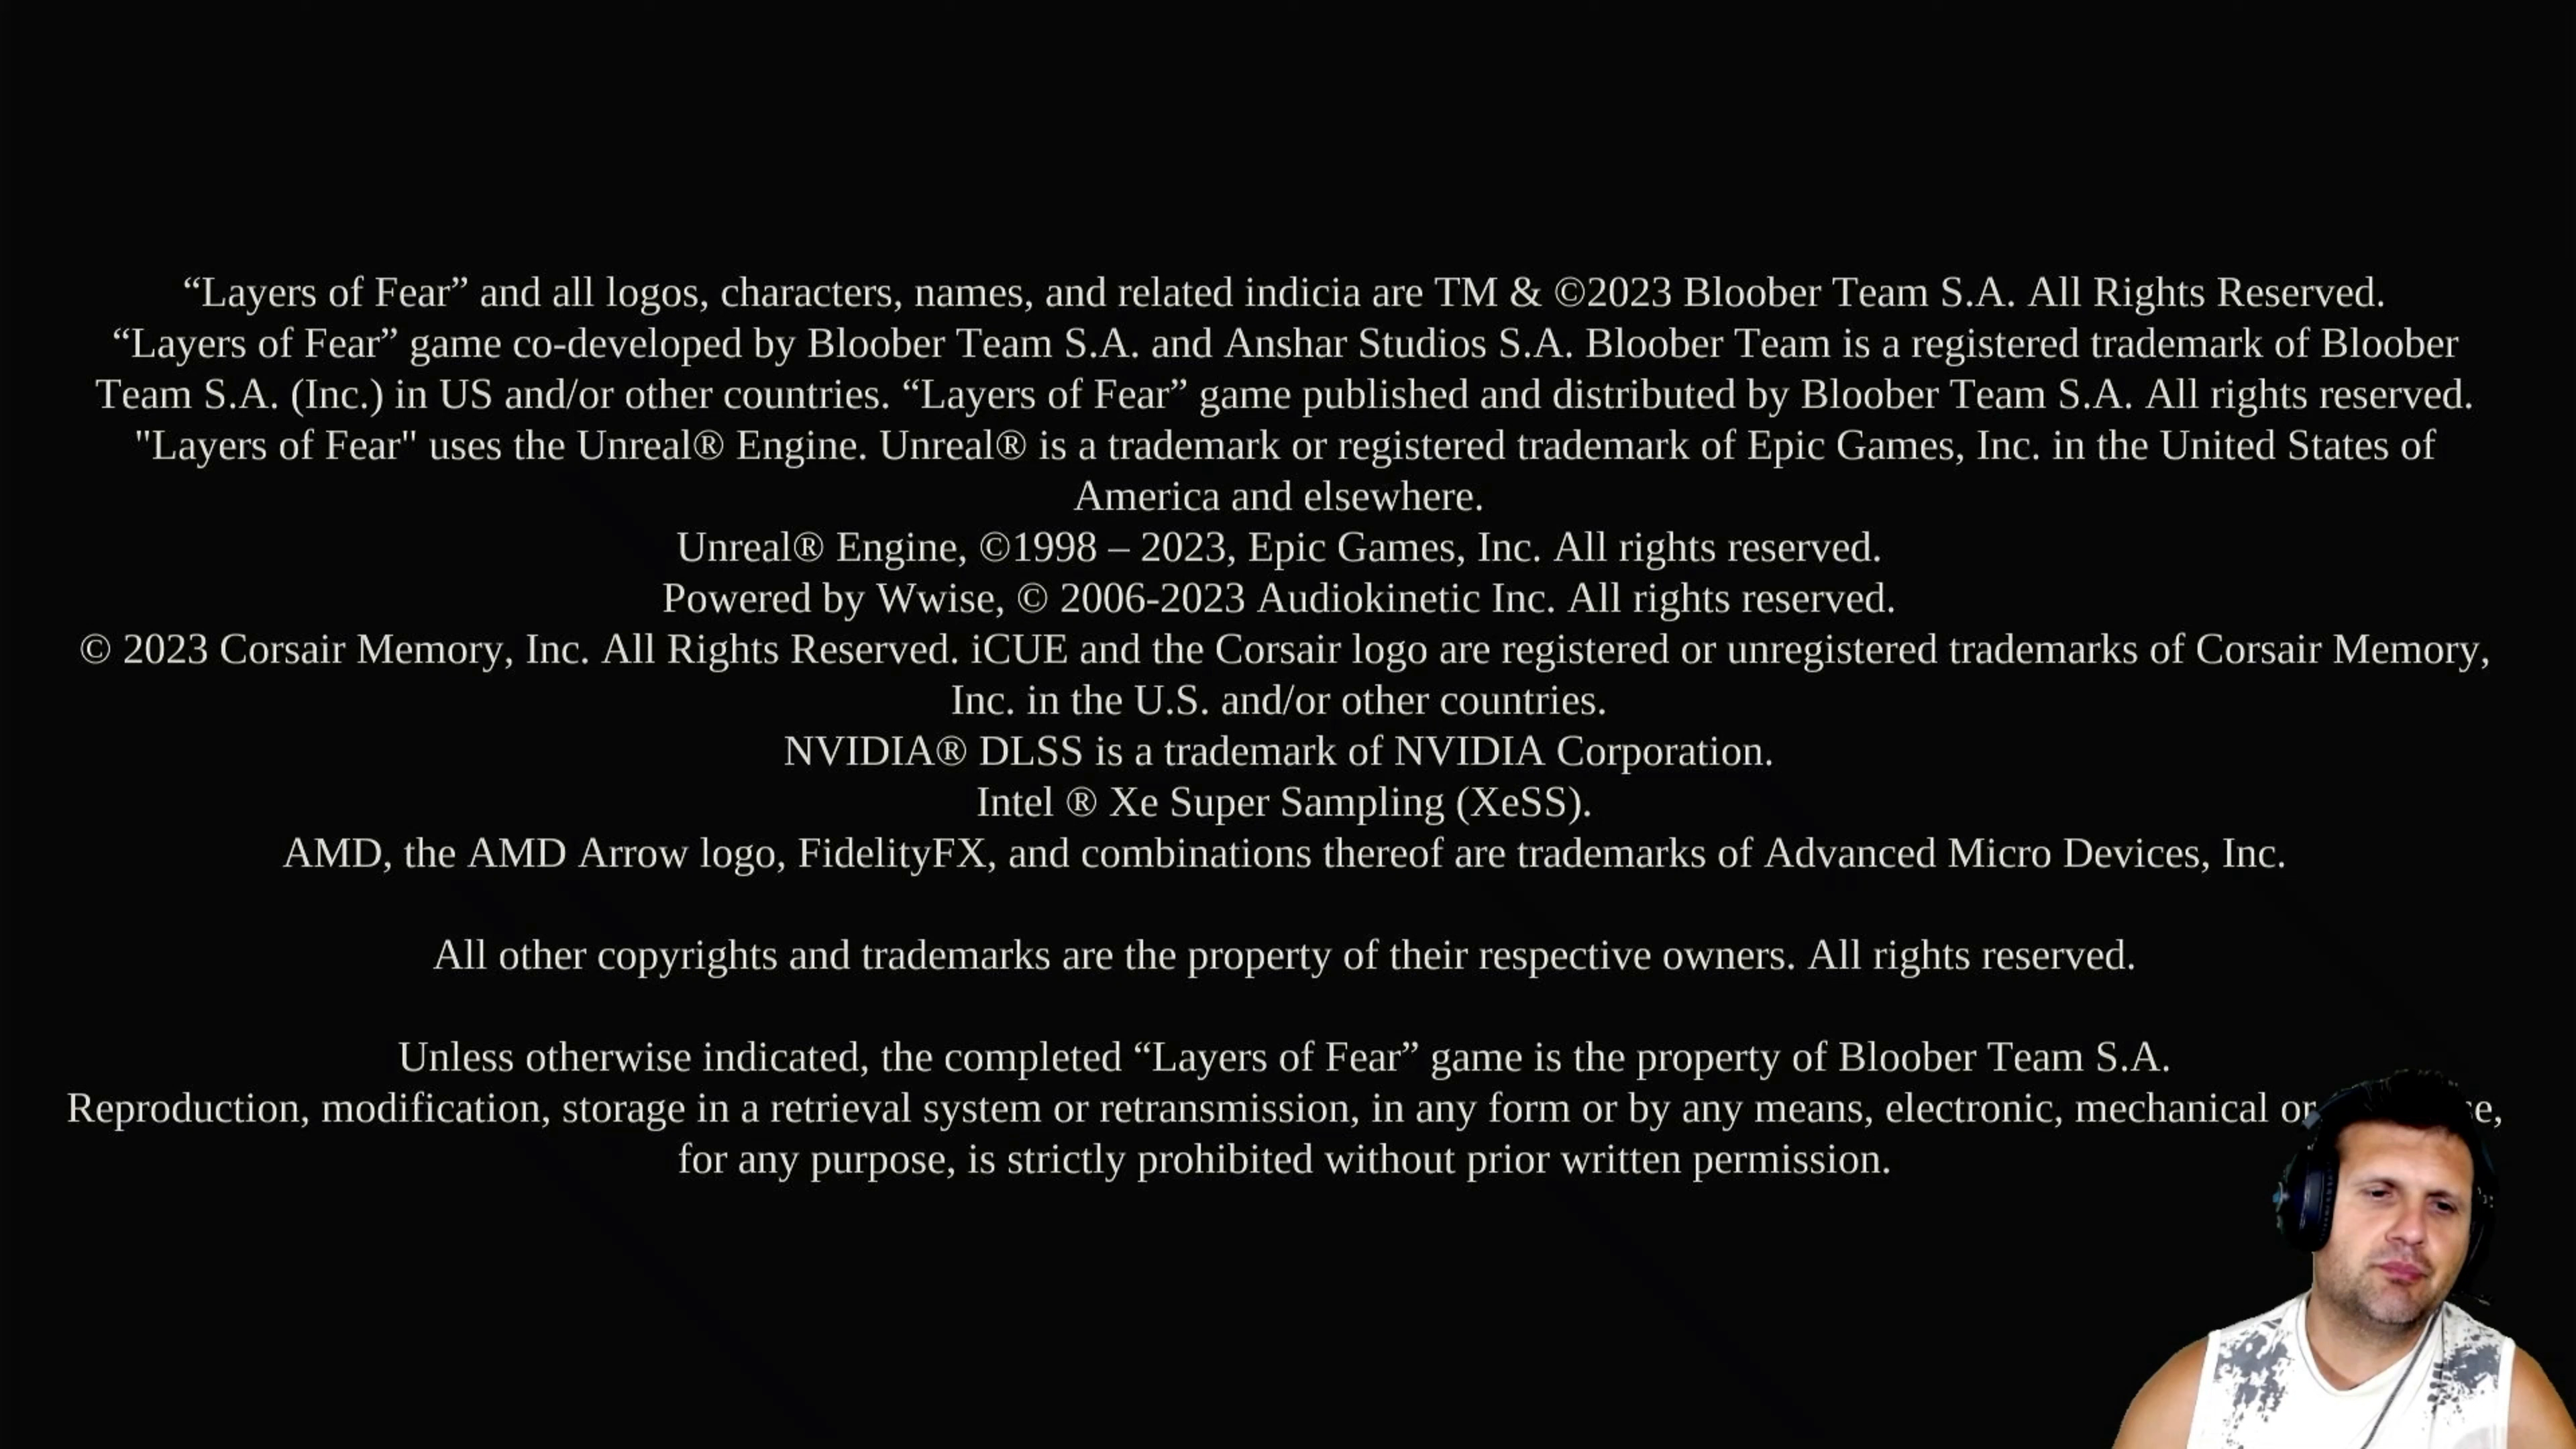 “Layers of Fear” and all logos, characters, names, and related indicia are TM & ©2023 Bloober Team S.A. All Rights Reserved.
“Layers of Fear” game co-developed by Bloober Team S.A. and Anshar Studios S.A. Bloober Team is a registered trademark of Bloober
Team S.A. (Inc.) in US and/or other countries. “Layers of Fear” game published and distributed by Bloober Team S.A. All rights reserved.
"Layers of Fear" uses the Unreal® Engine. Unreal® is a trademark or registered trademark of Epic Games, Inc. in the United States of
America and elsewhere.
Unreal® Engine, ©1998 – 2023, Epic Games, Inc. All rights reserved.
Powered by Wwise, © 2006-2023 Audiokinetic Inc. All rights reserved.
© 2023 Corsair Memory, Inc. All Rights Reserved. iCUE and the Corsair logo are registered or unregistered trademarks of Corsair Memory,
Inc. in the U.S. and/or other countries.
NVIDIA® DLSS is a trademark of NVIDIA Corporation.
Intel ® Xe Super Sampling (XeSS).
AMD, the AMD Arrow logo, FidelityFX, and combinations thereof are trademarks of Advanced Micro Devices, Inc.
All other copyrights and trademarks are the property of their respective owners. All rights reserved.
Unless otherwise indicated, the completed “Layers of Fear” game is the property of Bloober Team S.A.
Reproduction, modification, storage in a retrieval system or retransmission, in any form or by any means, electronic, mechanical or
for any purpose, is strictly prohibited without prior written permission.